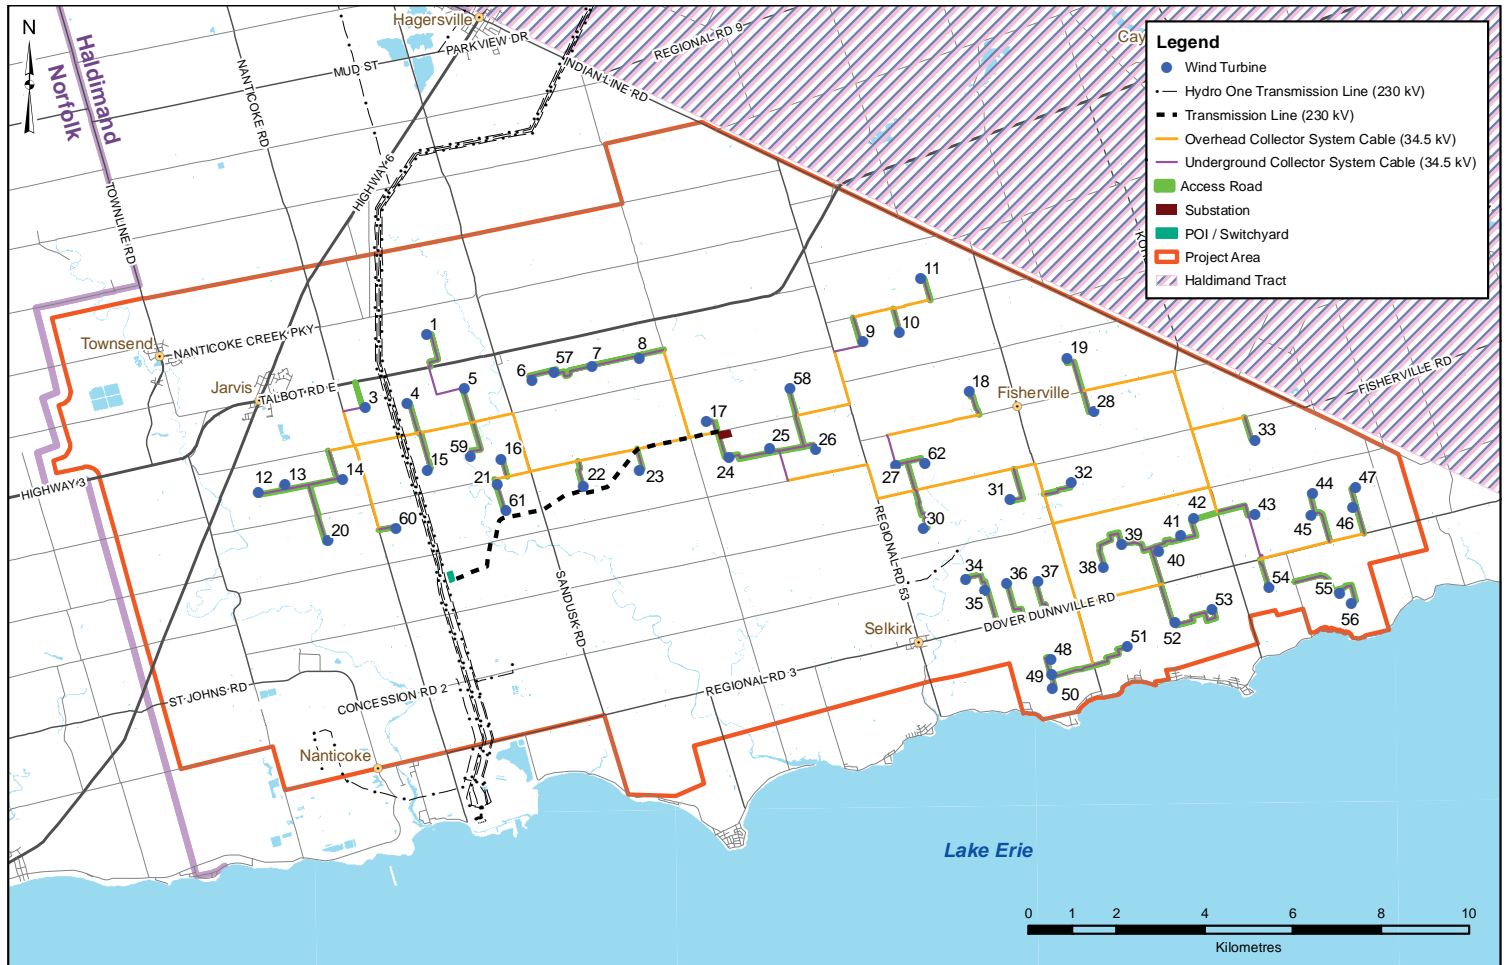 N
Haldimand
Norfolk
Hagersville
PARKVIEW DR
MUD ST
REGIONAL RD 9
INDIAN LINE RD
NANTICOKE RD
HIGHWAY 6
TOWNLINE RD
Cay
Legend
Wind Turbine
Hydro One Transmission Line (230 kV)
Transmission Line (230 kV)
Overhead Collector System Cable (34.5 kV)
Underground Collector System Cable (34.5 kV)
Access Road
Substation
POI / Switchyard
Project Area
Haldimand Tract
Townsend
NANTICOKE CREEK PKY
Jarvis
TALBOT RD E
HIGHWAY 3
Fisherville
FISHERVILLE RD
1
3
4
5
6
57
7
8
9
10
11
12
13
14
15
59
16
17
18
19
20
21
61
60
22
23
24
25
26
58
27
62
28
30
31
32
33
34
35
36
37
38
39
40
41
42
43
44
45
46
47
48
49
50
51
52
53
54
55
56
REGIONAL RD 53
SANDUSK RD
DOVER DUNNVILLE RD
Selkirk
REGIONAL RD 3
ST JOHNS RD
CONCESSION RD 2
Nanticoke
Lake Erie
0 1 2 4 6 8 10
Kilometres